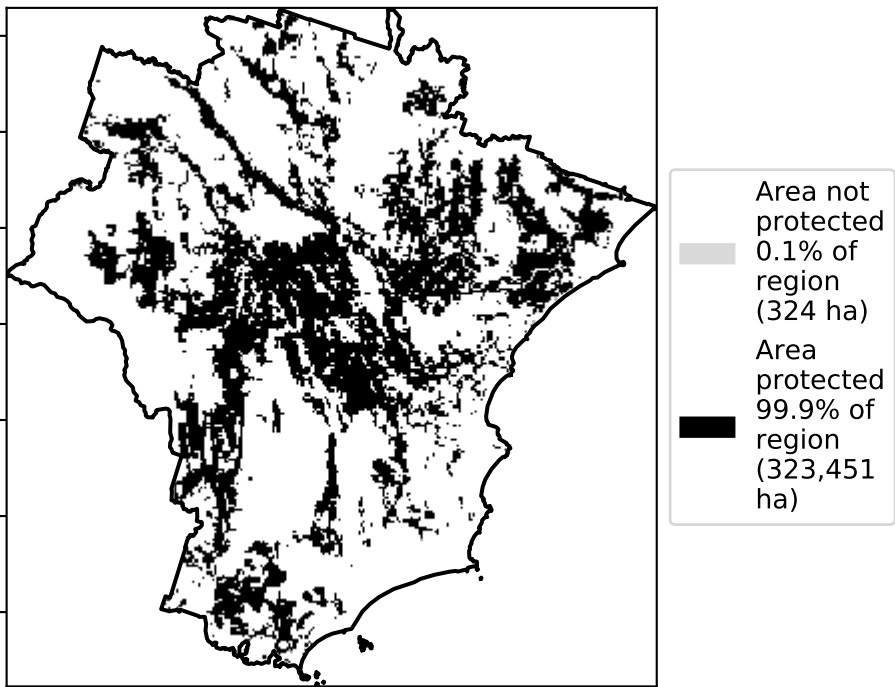 Area not
protected
0.1% of
region
(324 ha)
Area
protected
99.9% of
region
(323,451
ha)